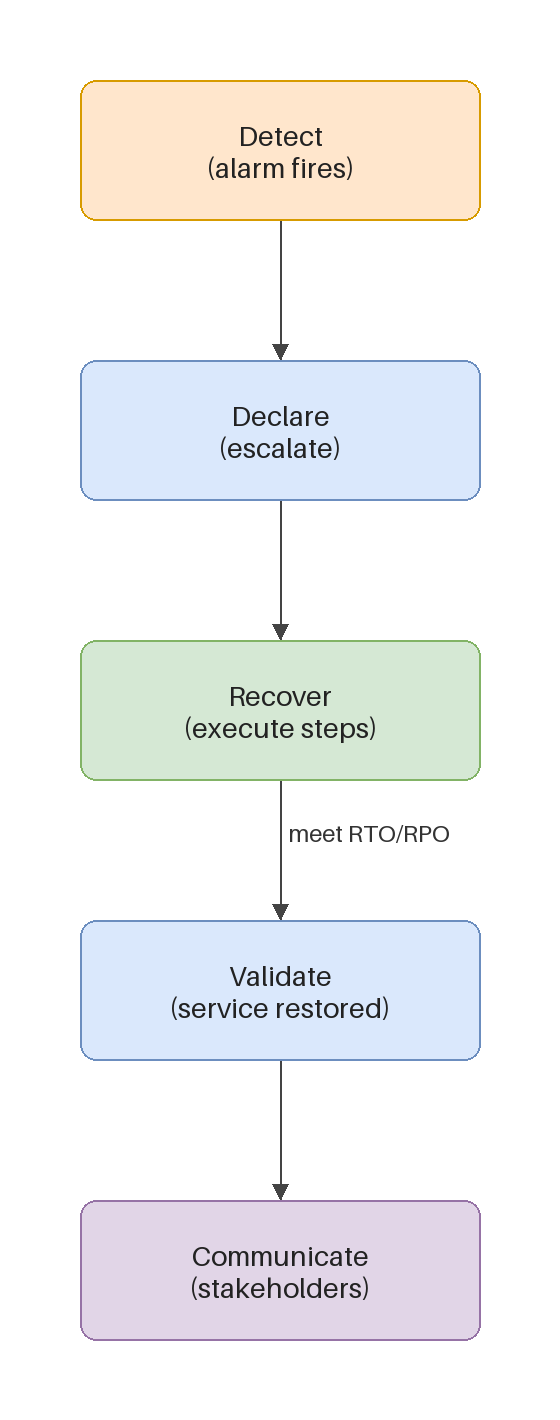 Detect
(alarm fires)
Declare
(escalate)
Recover
(execute steps)
meet RTO/RPO
Validate
(service restored)
Communicate
(stakeholders)